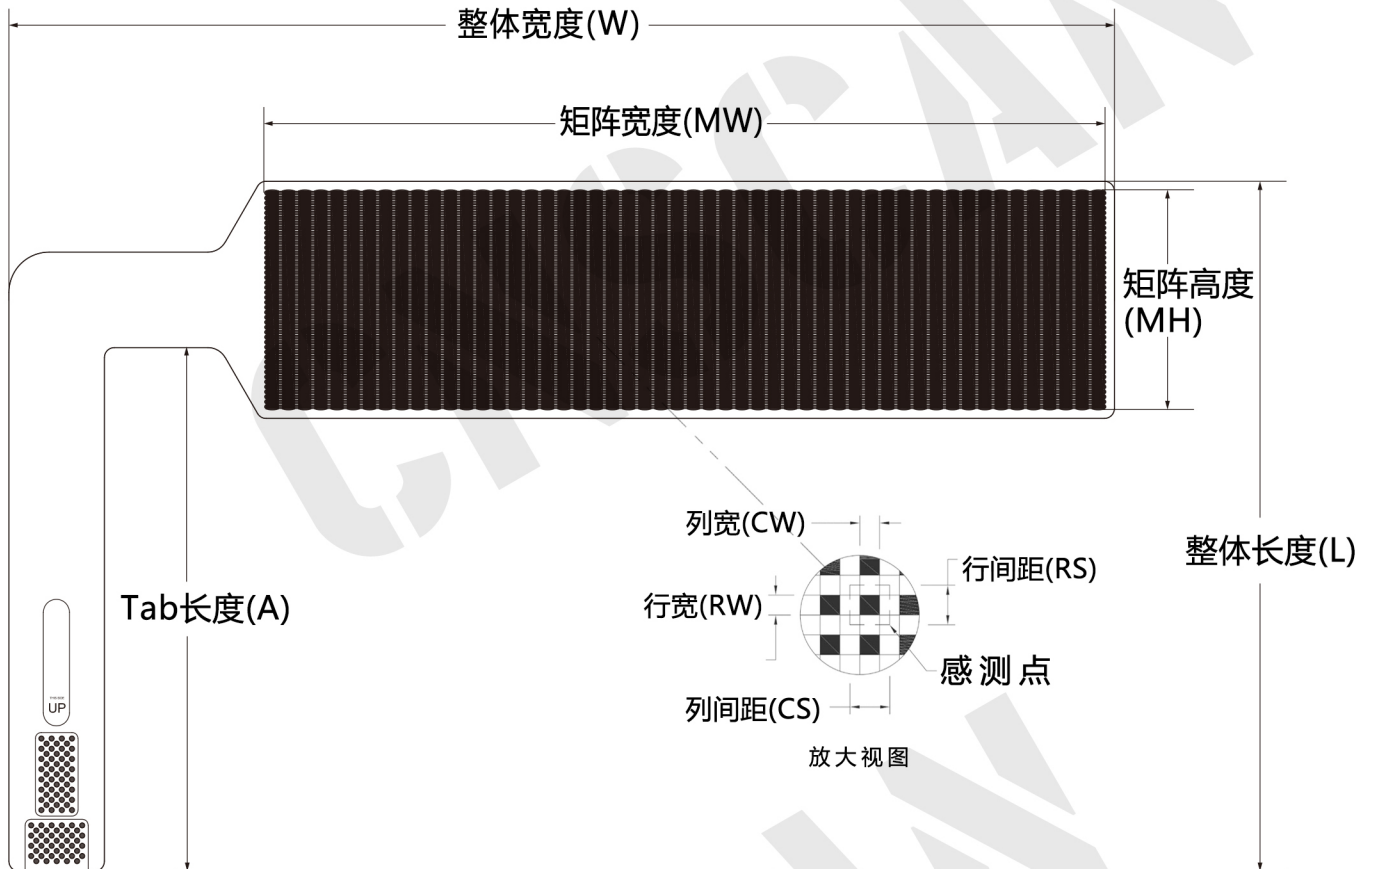 整体宽度(W)
矩阵宽度(MW)
矩阵高度
(MH)
列宽(CW)
行间距(RS)
整体长度(L)
行宽(RW)
Tab长度(A)
感测点
列间距(CS)
UP
放大视图